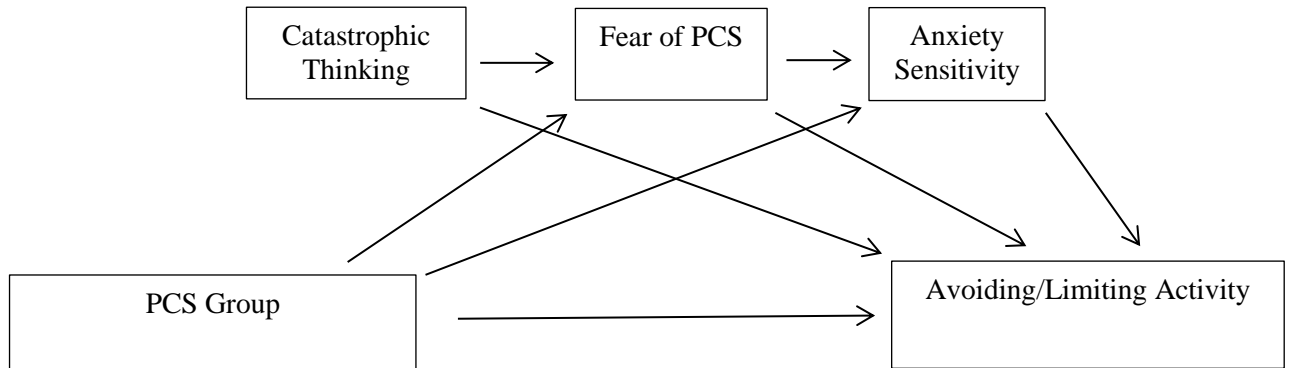 Catastrophic
Thinking
Fear of PCS
Anxiety
Sensitivity
PCS Group
Avoiding/Limiting Activity